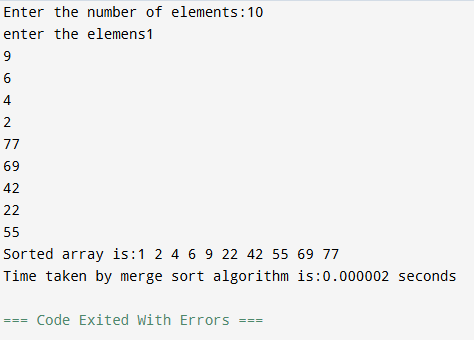 Enter the number of elements:10
enter the elemens1
9
6
4
2
77
69
42
22
55
Sorted array is:1 2 4 6 9 22 42 55 69 77
Time taken by merge sort algorithm is:0.000002 seconds
=== Code Exited With Errors ===